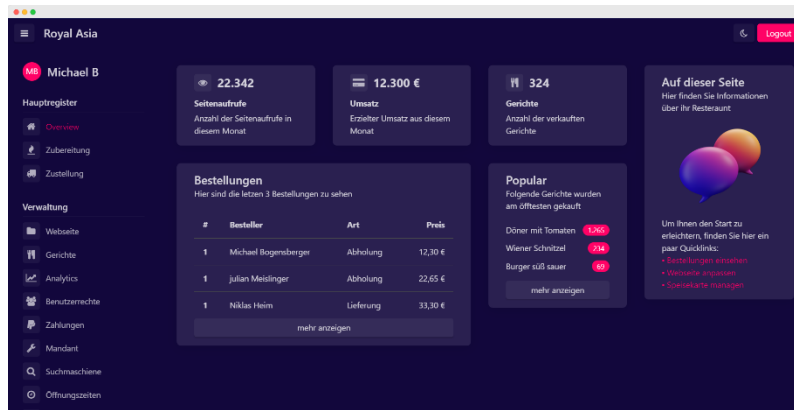 Royal Asia
Logout
MB Michael B
Hauptregister
Overview
Zubereitung
Zustellung
Verwaltung
Webseite
Gerichte
Analytics
Benutzerrechte
Zahlungen
Mandant
Suchmaschiene
Öffnungszeiten
22.342
Seitenaufrufe
Anzahl der Seitenaufrufe in
diesem Monat
12.300 €
Umsatz
Erzielter Umsatz aus diesem
Monat
324
Gerichte
Anzahl der verkauften
Gerichte
Bestellungen
Hier sind die letzen 3 Bestellungen zu sehen
# Besteller Art Preis
1 Michael Bogensberger Abholung 12,30 €
1 julian Meislinger Abholung 22,65 €
1 Niklas Heim Lieferung 33,30 €
mehr anzeigen
Popular
Folgende Gerichte wurden
am öfftesten gekauft
Döner mit Tomaten 1.265
Wiener Schnitzel 234
Burger süß sauer 69
mehr anzeigen
Auf dieser Seite
Hier finden Sie Informationen
über ihr Resteraunt
Um Ihnen den Start zu
erleichtern, finden Sie hier ein
paar Quicklinks:
• Bestellungen einsehen
• Webseite anpassen
• Speisekarte managen